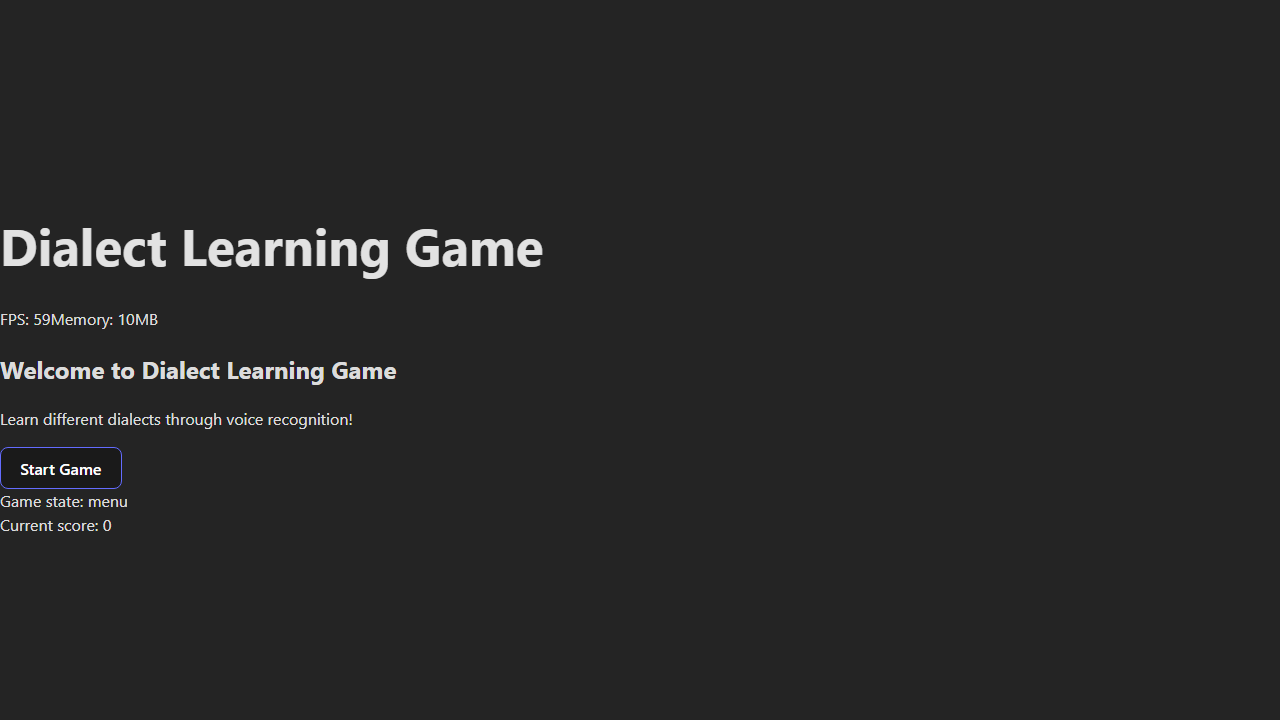 Dialect Learning Game
FPS: 59Memory: 10MB
Welcome to Dialect Learning Game
Learn different dialects through voice recognition!
Start Game
Game state: menu
Current score: 0